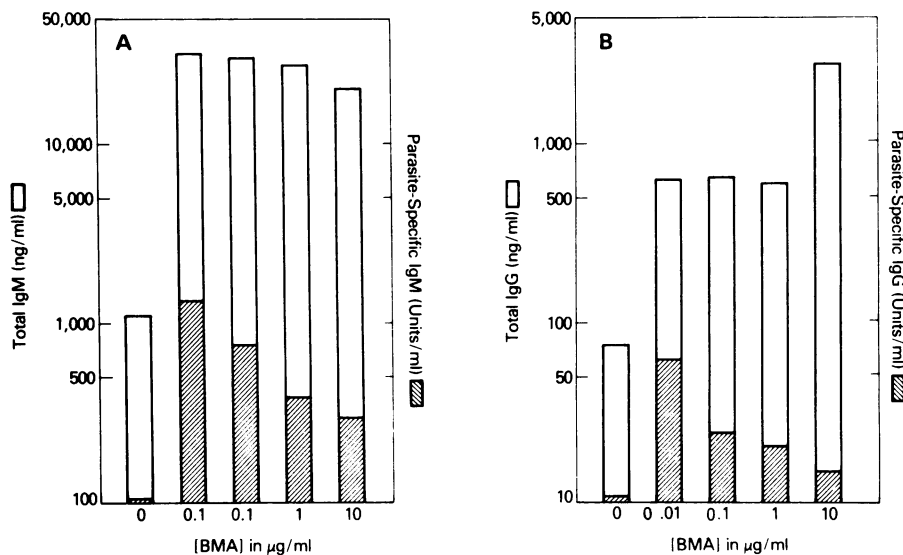 A
50,000
10,000
5,000
1,000
500
100
Total IgM (ng/ml)
Parasite-Specific IgM (Units/ml)
0 0.1 0.1 1 10
[BMA] in µg/ml
B
5,000
1,000
500
100
50
10
Total IgG (ng/ml)
Parasite-Specific IgG (Units/ml)
0 0 .01 0.1 1 10
[BMA] in µg/ml